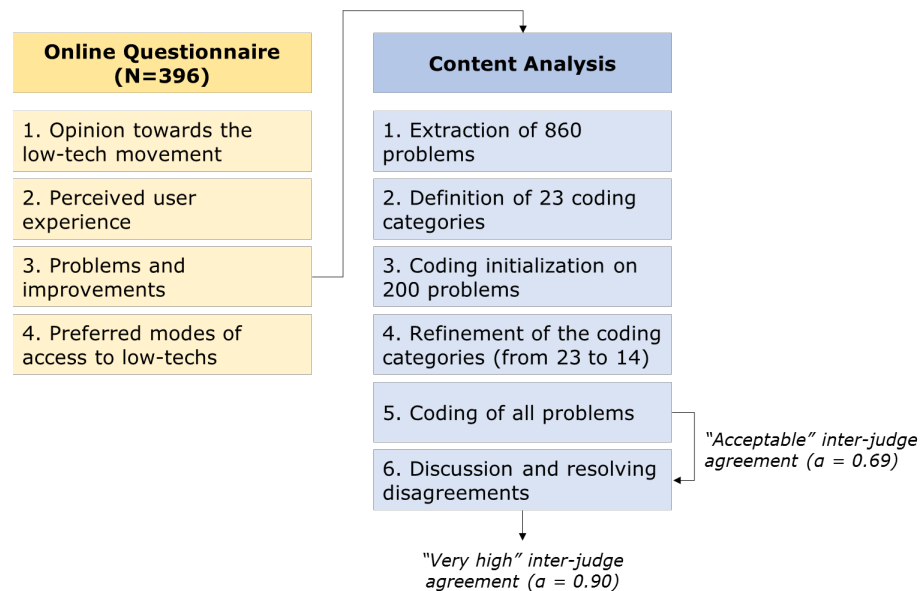 Online Questionnaire
(N=396)
1. Opinion towards the
low-tech movement
2. Perceived user
experience
3. Problems and
improvements
4. Preferred modes of
access to low-techs
Content Analysis
1. Extraction of 860
problems
2. Definition of 23 coding
categories
3. Coding initialization on
200 problems
4. Refinement of the coding
categories (from 23 to 14)
5. Coding of all problems
6. Discussion and resolving
disagreements
“Acceptable” inter-judge
agreement (α = 0.69)
“Very high” inter-judge
agreement (α = 0.90)